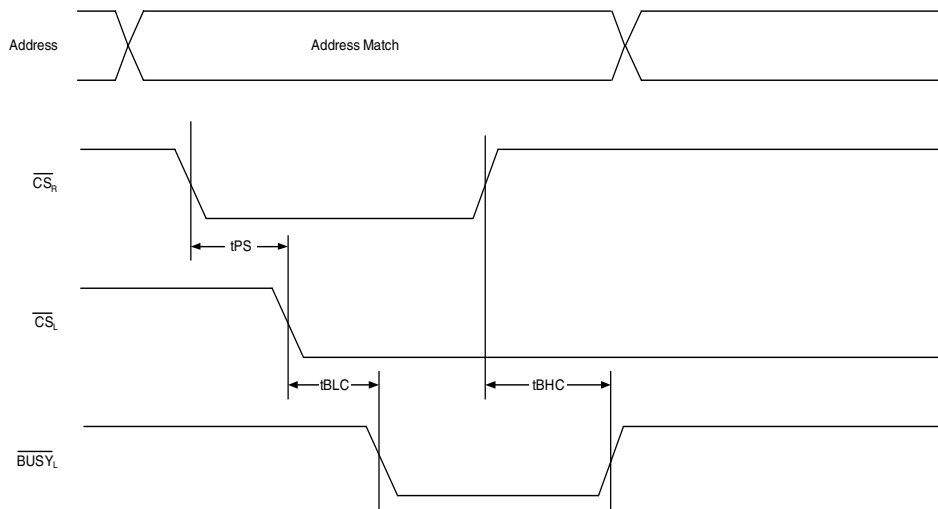 Address
Address Match
CS_R
tPS
CS_L
tBLC
tBHC
BUSY_L